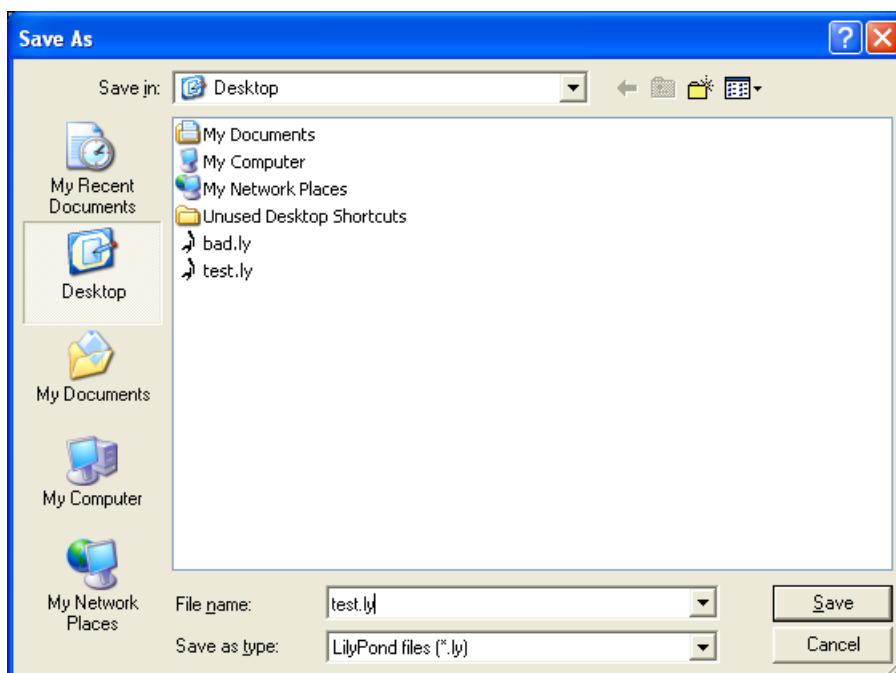 Save As
Save in: Desktop
My Recent
Documents
Desktop
My Documents
My Computer
My Network
Places
My Documents
My Computer
My Network Places
Unused Desktop Shortcuts
bad.ly
test.ly
File name: test.ly Save
Save as type: LilyPond files (*.ly) Cancel